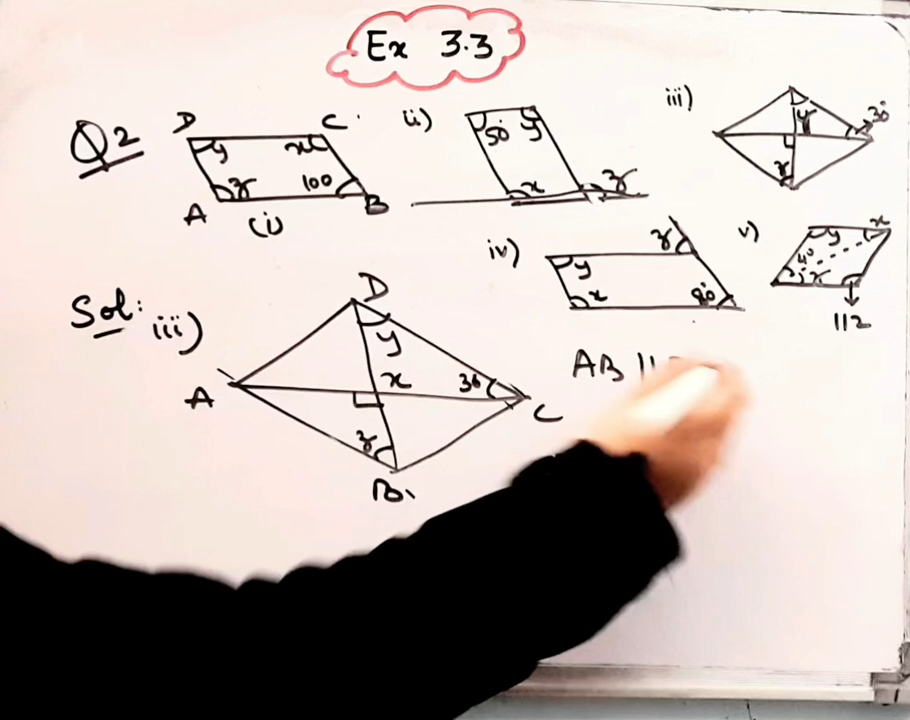 Ex 3.3
Q2
D C
y x
z 100
A B
(i)
ii)
50 y
x z
iii)
y 30°
z
iv)
z
y
x 80°
v)
y x
40
z x
112
Sol: iii)
D
y
x
30
A C
z
B
AB ||